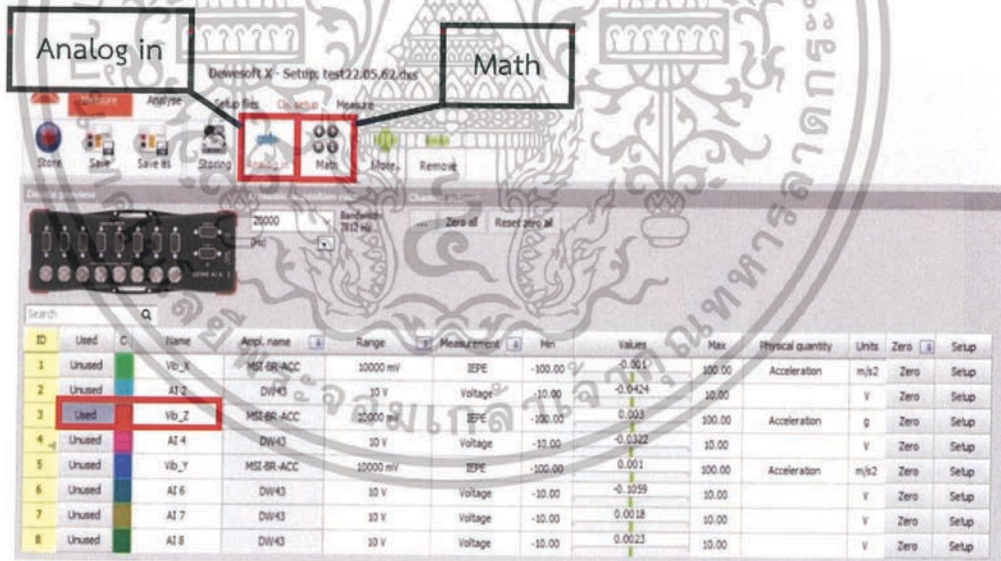 Analog in
Math
Dewesoft X - Setup: test22.05.62.dxs
Measure Analyse Setup files Ch. setup Measure
Store Save Save as Storing Analog in Math More... Remove
20000 Bandwidth: 7812 Hz ... Zero all Reset zero all
Search
ID Used C Name Ampl. name Range Measurement Min Values Max Physical quantity Units Zero Setup
1 Unused Vib_X MSI-BR-ACC 10000 mV IEPE -100.00 -0.001 100.00 Acceleration m/s2 Zero Setup
2 Unused AI 2 DW43 10 V Voltage -10.00 -0.0424 10.00 V Zero Setup
3 Used Vib_Z MSI-BR-ACC 10000 mV IEPE -100.00 0.003 100.00 Acceleration g Zero Setup
4 Unused AI 4 DW43 10 V Voltage -10.00 -0.0322 10.00 V Zero Setup
5 Unused Vib_Y MSI-BR-ACC 10000 mV IEPE -100.00 0.001 100.00 Acceleration m/s2 Zero Setup
6 Unused AI 6 DW43 10 V Voltage -10.00 -0.1059 10.00 V Zero Setup
7 Unused AI 7 DW43 10 V Voltage -10.00 0.0018 10.00 V Zero Setup
8 Unused AI 8 DW43 10 V Voltage -10.00 0.0023 10.00 V Zero Setup